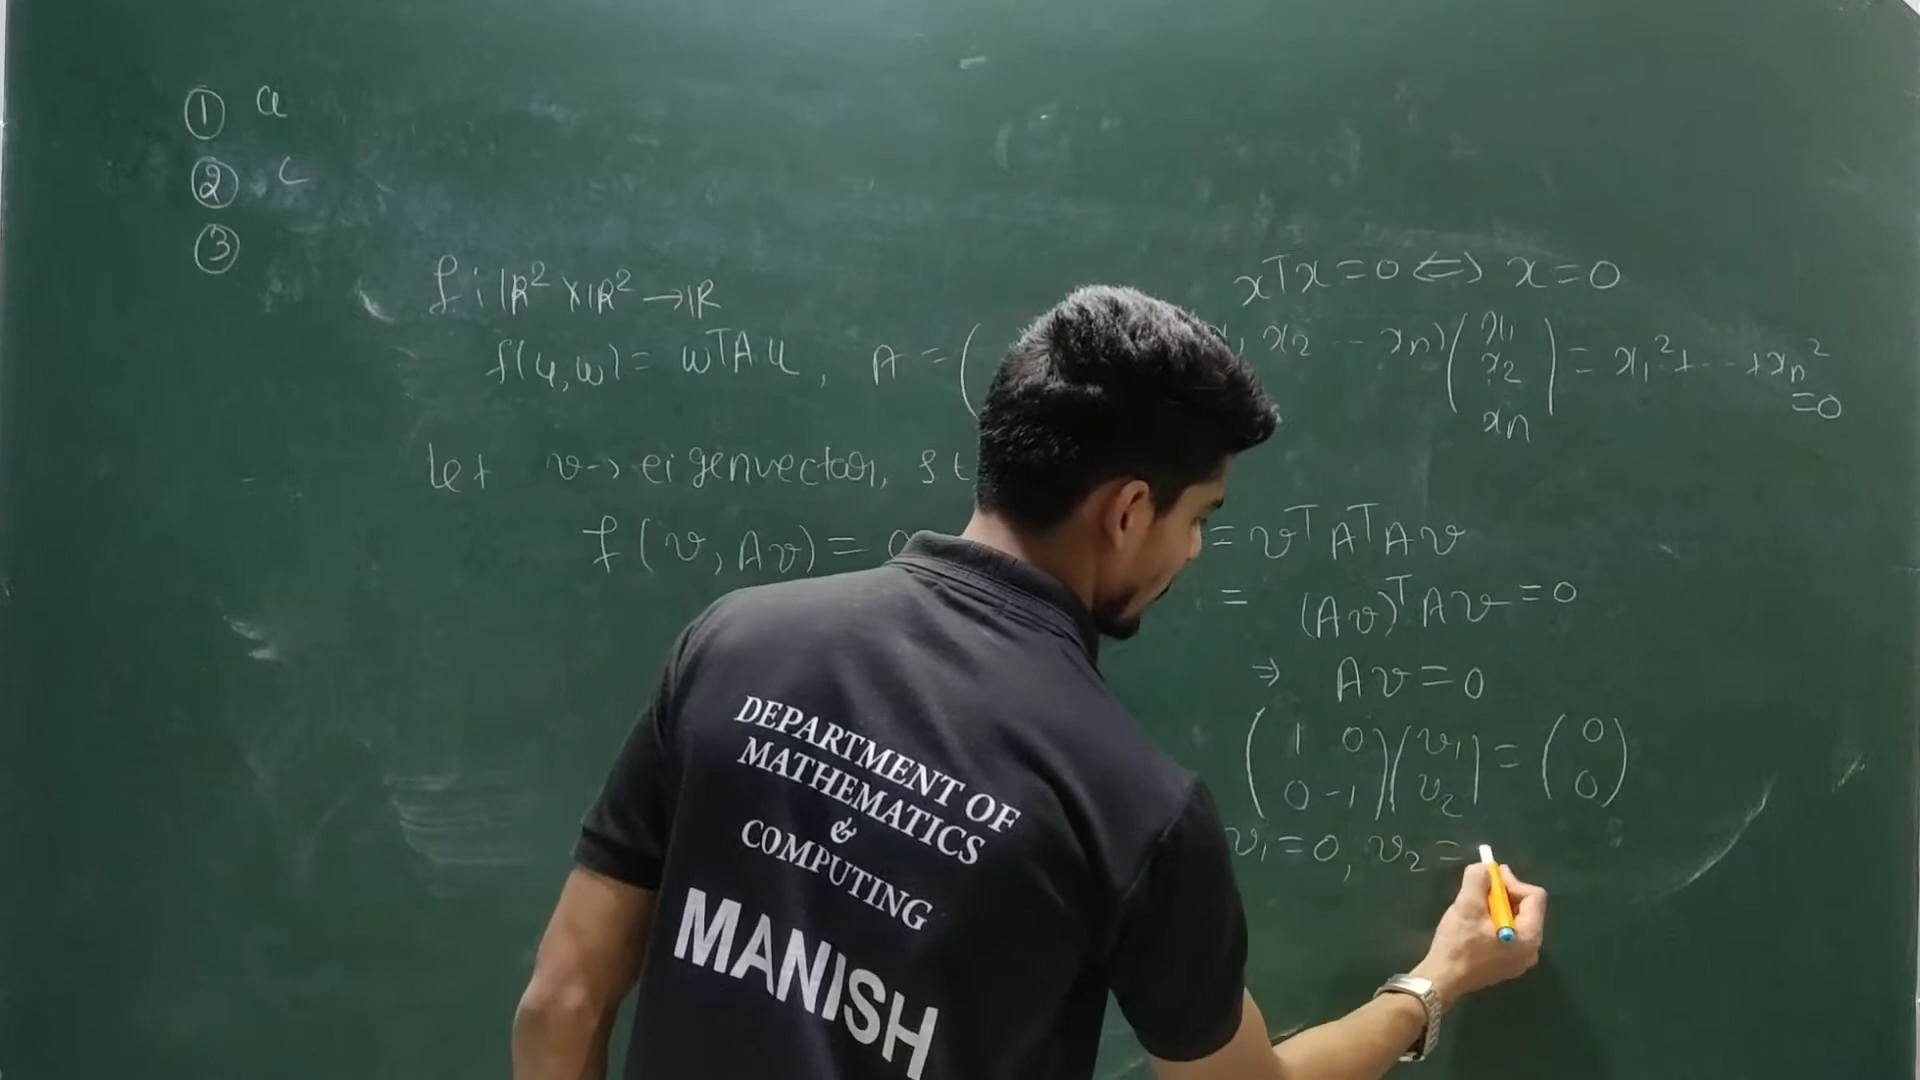 ① a
② c
③
f : ℝ² × ℝ² → ℝ
f(u, w) = wᵀAu , A = (
let v → eigenvector, st
f(v, Av) = 0
xᵀx = 0 ⟺ x = 0
x₂ -- xₙ) ( x₁ x₂ xₙ ) = x₁² + -- + xₙ²
= 0
= vᵀAᵀAv
= (Av)ᵀAv = 0
⇒ Av = 0
( 1 0
0 -1 ) ( v₁
v₂ ) = ( 0
0 )
v₁ = 0, v₂ =
DEPARTMENT OF
MATHEMATICS
&
COMPUTING
MANISH